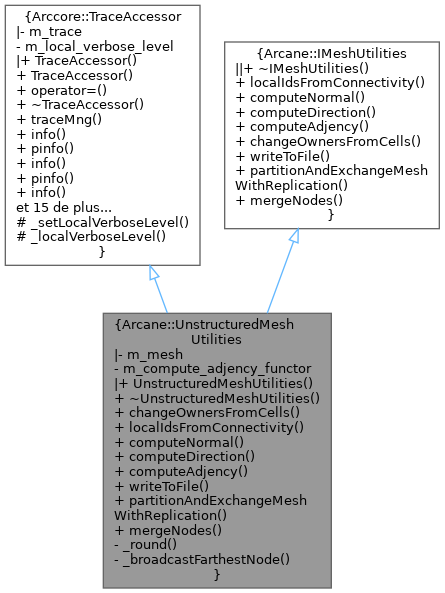 {Arccore::TraceAccessor
|- m_trace
- m_local_verbose_level
|+ TraceAccessor()
+ TraceAccessor()
+ operator=()
+ ~TraceAccessor()
+ traceMng()
+ info()
+ pinfo()
+ info()
+ pinfo()
+ info()
et 15 de plus...
# _setLocalVerboseLevel()
# _localVerboseLevel()
}
{Arcane::IMeshUtilities
||+ ~IMeshUtilities()
+ localIdsFromConnectivity()
+ computeNormal()
+ computeDirection()
+ computeAdjency()
+ changeOwnersFromCells()
+ writeToFile()
+ partitionAndExchangeMesh
WithReplication()
+ mergeNodes()
}
{Arcane::UnstructuredMesh
Utilities
|- m_mesh
- m_compute_adjency_functor
|+ UnstructuredMeshUtilities()
+ ~UnstructuredMeshUtilities()
+ changeOwnersFromCells()
+ localIdsFromConnectivity()
+ computeNormal()
+ computeDirection()
+ computeAdjency()
+ writeToFile()
+ partitionAndExchangeMesh
WithReplication()
+ mergeNodes()
- _round()
- _broadcastFarthestNode()
}